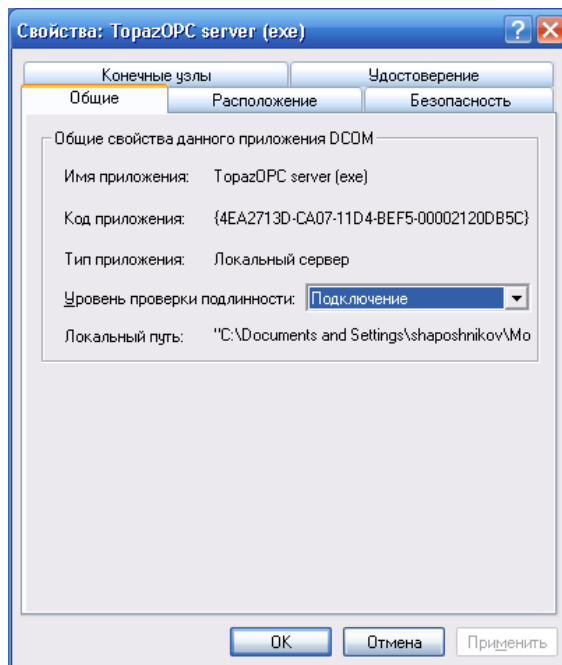 Свойства: TopazOPC server (exe)
Конечные узлы Удостоверение
Общие Расположение Безопасность
Общие свойства данного приложения DCOM
Имя приложения: TopazOPC server (exe)
Код приложения: {4EA2713D-CA07-11D4-BEF5-00002120DB5C}
Тип приложения: Локальный сервер
Уровень проверки подлинности: Подключение
Локальный путь: "C:\Documents and Settings\shaposhnikov\Mo
OK Отмена Применить